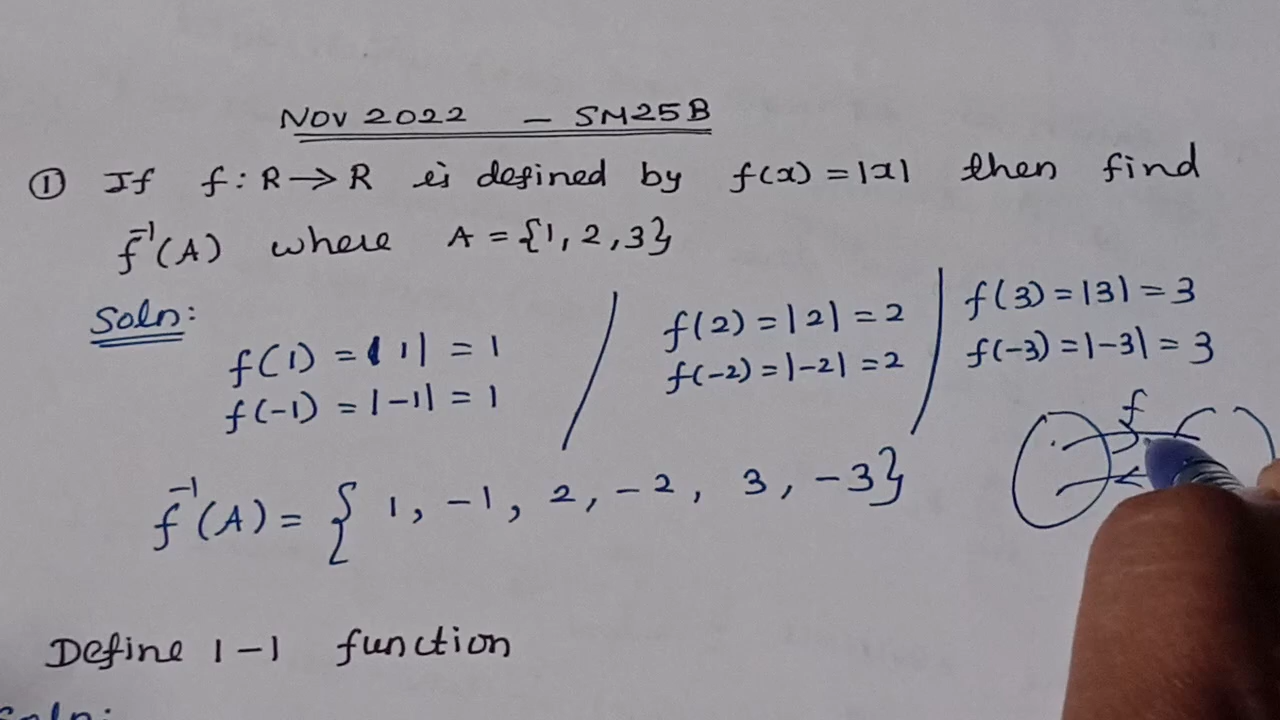 NOV 2022 - SM25B
① If f : R → R is defined by f(x) = |x| then find
f⁻¹(A) where A = {1, 2, 3}
Soln:
f(1) = |1| = 1
f(-1) = |-1| = 1
f(2) = |2| = 2
f(-2) = |-2| = 2
f(3) = |3| = 3
f(-3) = |-3| = 3
f
f⁻¹(A) = { 1, -1, 2, -2, 3, -3}
Define 1-1 function
Soln: